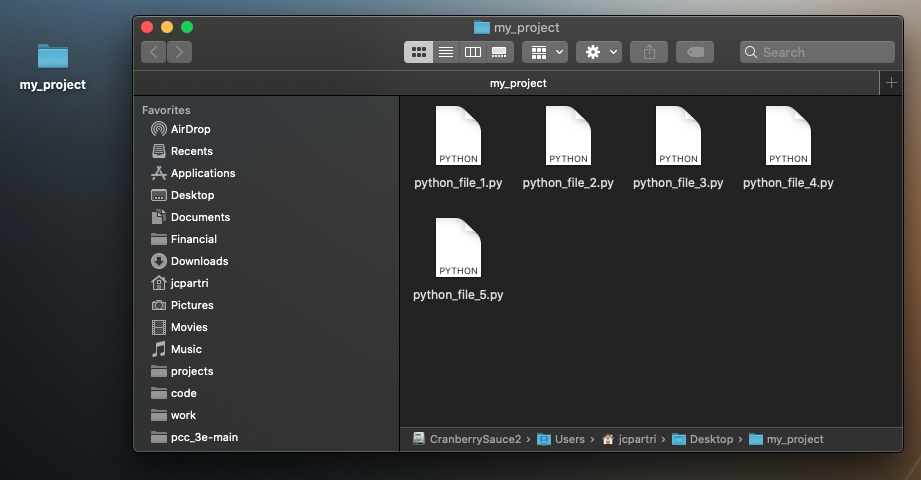 my_project
my_project
Search
my_project
Favorites
AirDrop
Recents
Applications
Desktop
Documents
Financial
Downloads
jcpartri
Pictures
Movies
Music
projects
code
work
pcc_3e-main
PYTHON PYTHON PYTHON PYTHON
python_file_1.py python_file_2.py python_file_3.py python_file_4.py
PYTHON
python_file_5.py
CranberrySauce2 › Users › jcpartri › Desktop › my_project